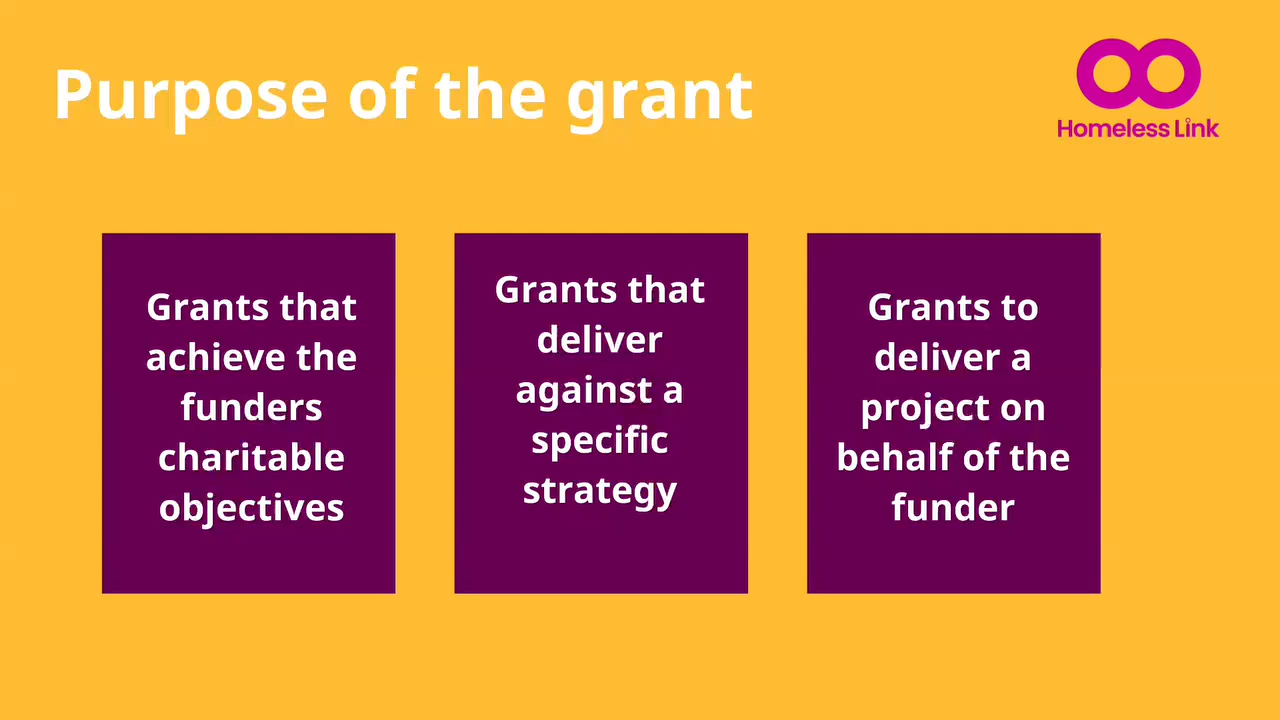 Purpose of the grant
Homeless Link
Grants that
achieve the
funders
charitable
objectives
Grants that
deliver
against a
specific
strategy
Grants to
deliver a
project on
behalf of the
funder